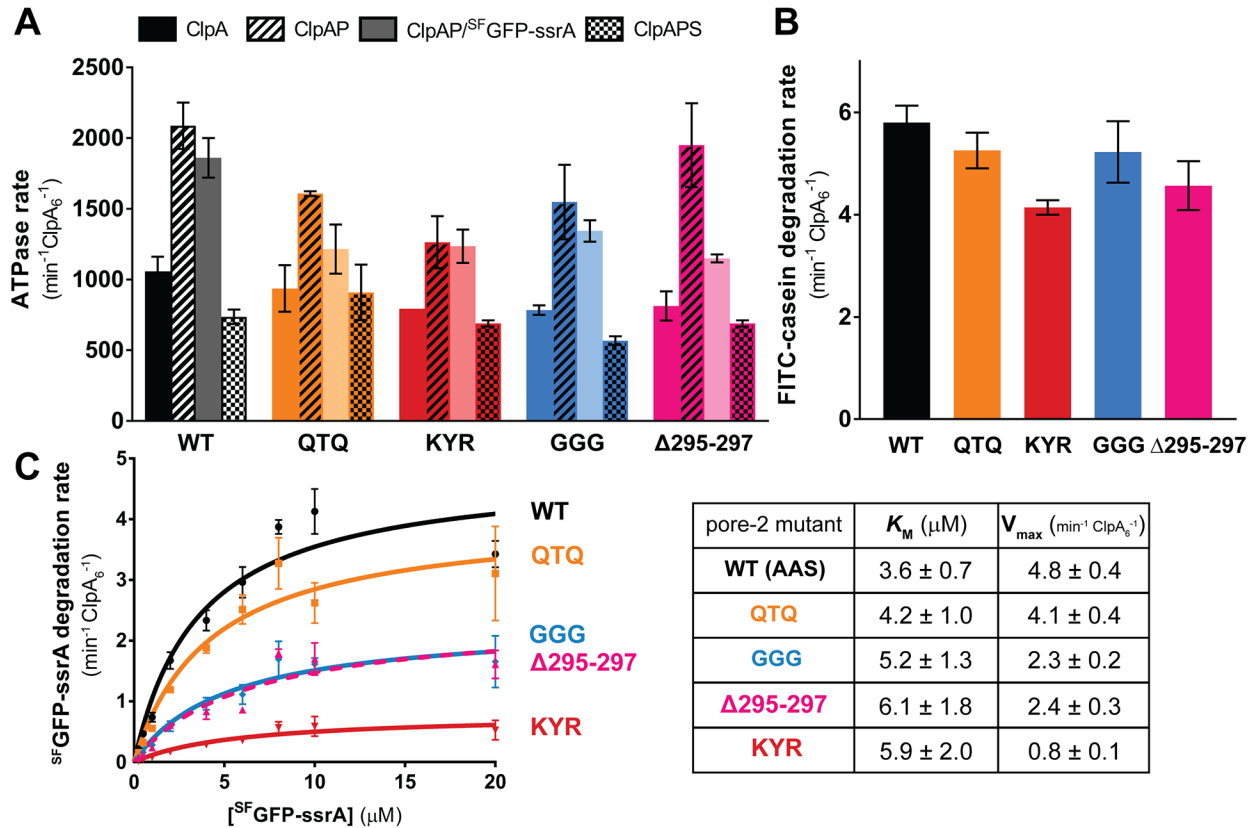 A
ClpA ClpAP ClpAP/SFGFP-ssrA ClpAPS
ATPase rate
(min-1ClpA6-1)
2500
2000
1500
1000
500
0
WT QTQ KYR GGG Δ295-297
B
FITC-casein degradation rate
(min-1 ClpA6-1)
6
4
2
0
WT QTQ KYR GGG Δ295-297
C
SFGFP-ssrA degradation rate
(min-1 ClpA6-1)
5
4
3
2
1
0
0 5 10 15 20
[SFGFP-ssrA] (μM)
WT
QTQ
GGG
Δ295-297
KYR
pore-2 mutant KM (μM) Vmax (min-1 ClpA6-1)
WT (AAS) 3.6 ± 0.7 4.8 ± 0.4
QTQ 4.2 ± 1.0 4.1 ± 0.4
GGG 5.2 ± 1.3 2.3 ± 0.2
Δ295-297 6.1 ± 1.8 2.4 ± 0.3
KYR 5.9 ± 2.0 0.8 ± 0.1